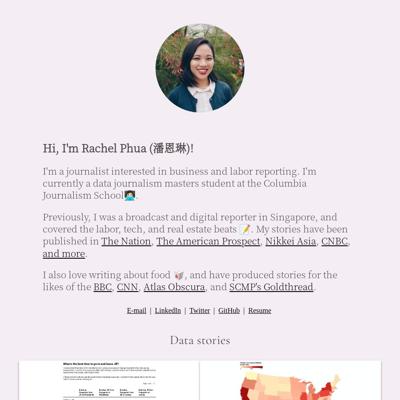 Hi, I'm Rachel Phua (潘恩琳)!
I'm a journalist interested in business and labor reporting. I'm
currently a data journalism masters student at the Columbia
Journalism School👩🏻‍💻.
Previously, I was a broadcast and digital reporter in Singapore, and
covered the labor, tech, and real estate beats 📝. My stories have been
published in The Nation, The American Prospect, Nikkei Asia, CNBC,
and more.
I also love writing about food 🥡, and have produced stories for the
likes of the BBC, CNN, Atlas Obscura, and SCMP's Goldthread.
E-mail | LinkedIn | Twitter | GitHub | Resume
Data stories